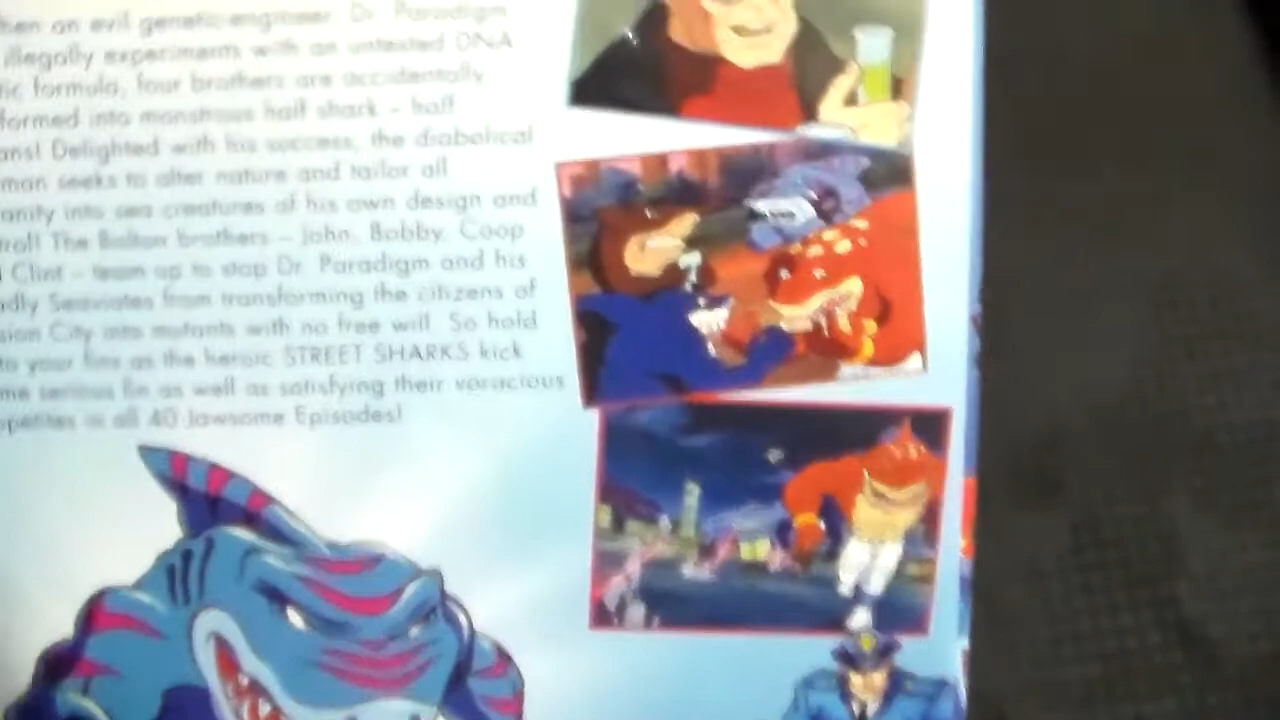 hen an evil genetic-engineer. Dr. Paradigm
illegally experiments with an untested DNA
tic formula, four brothers are accidentally
formed into monstrous half shark – half
ans! Delighted with his success, the diabolical
man seeks to alter nature and tailor all
anity into sea creatures of his own design and
rol! The Bolton brothers – John, Bobby, Coop
Clint – team up to stop Dr. Paradigm and his
dly Seaviates from transforming the citizens of
sion City into mutants with no free will. So hold
to your fins as the heroic STREET SHARKS kick
me serious fin as well as satisfying their voracious
petites in all 40 Jawsome Episodes!